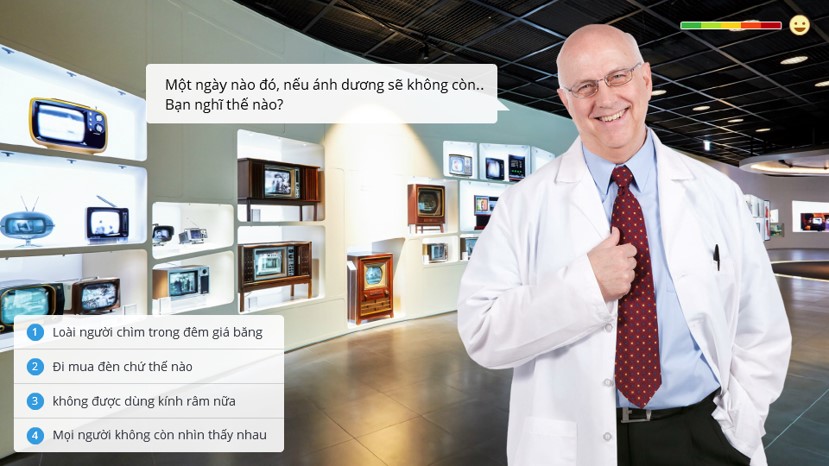 Một ngày nào đó, nếu ánh dương sẽ không còn..
Bạn nghĩ thế nào?
1 Loài người chìm trong đêm giá băng
2 Đi mua đèn chứ thế nào
3 không được dùng kính râm nữa
4 Mọi người không còn nhìn thấy nhau